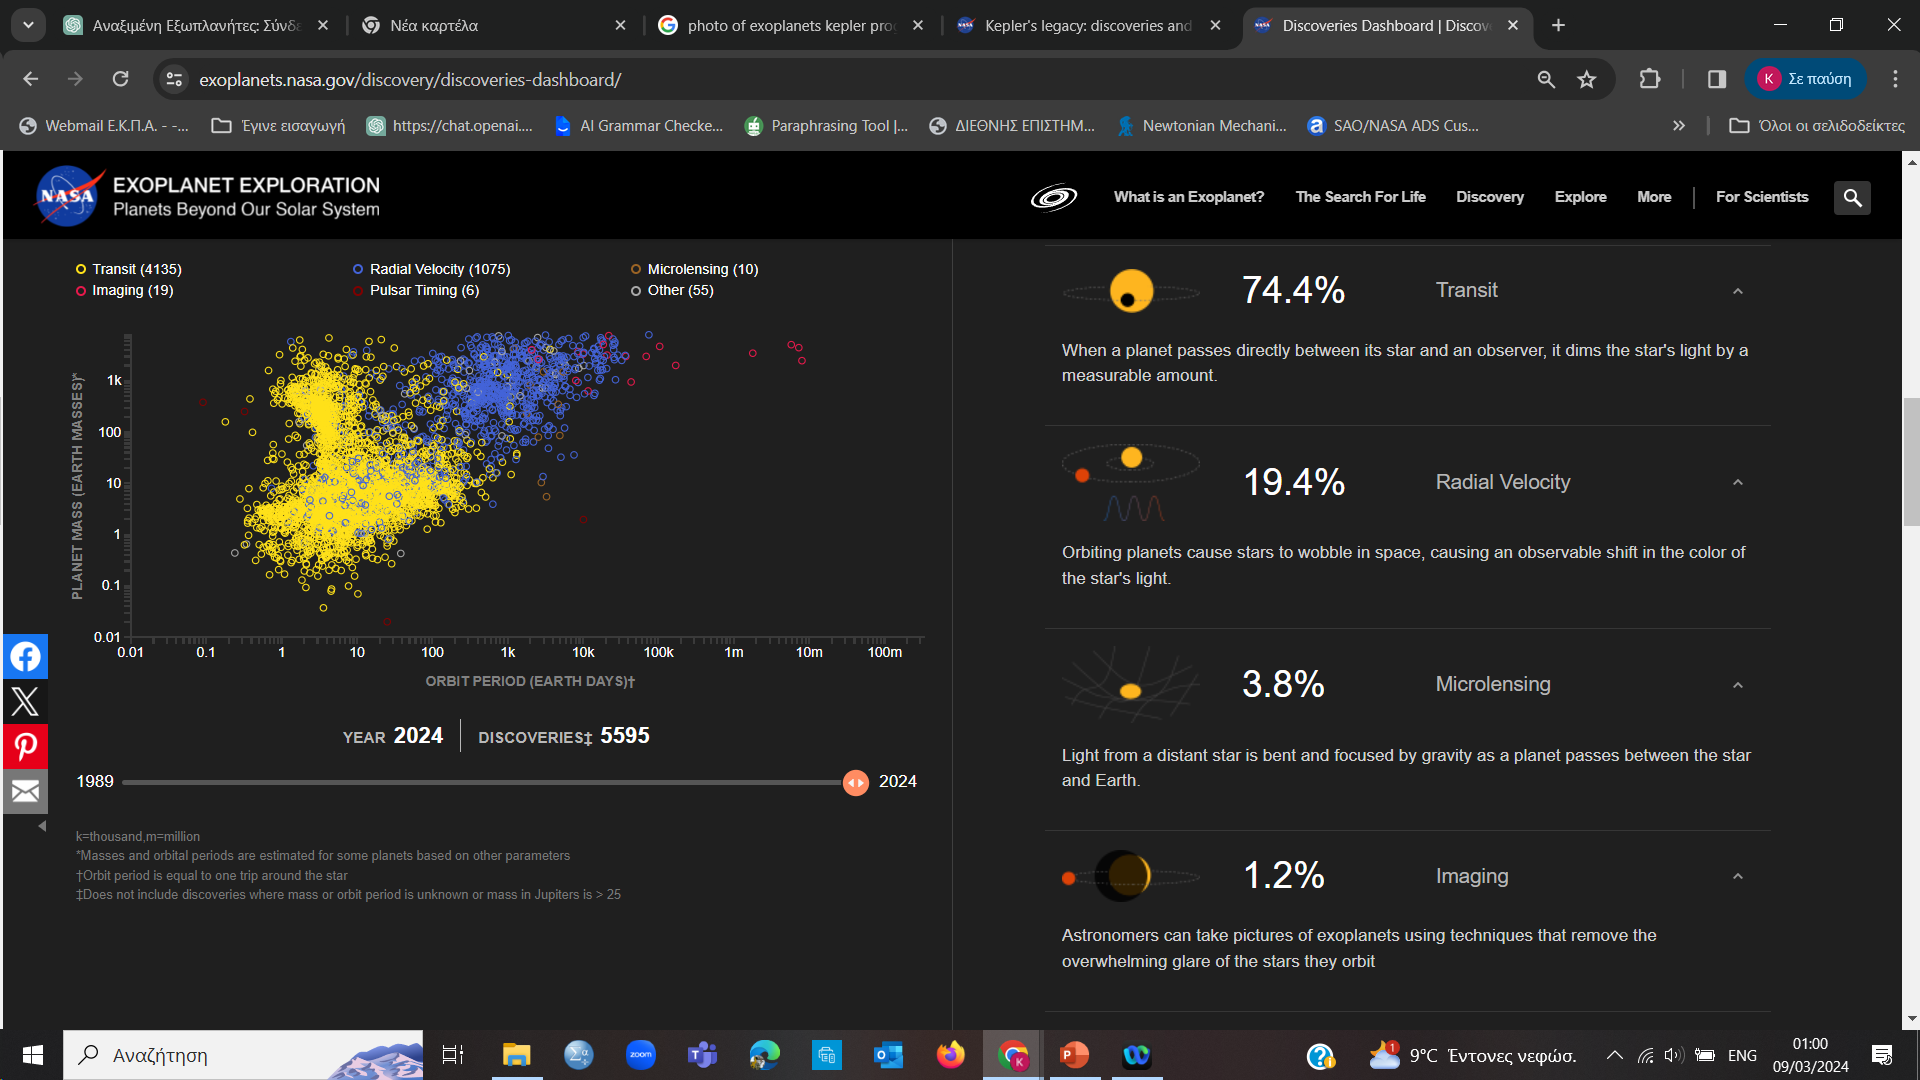 Αναξιμένη Εξωπλανήτες: Σύνδε
Νέα καρτέλα
photo of exoplanets kepler pro
Kepler's legacy: discoveries and
Discoveries Dashboard | Discov
exoplanets.nasa.gov/discovery/discoveries-dashboard/
K Σε παύση
Webmail Ε.Κ.Π.Α. - -...
Έγινε εισαγωγή
https://chat.openai....
AI Grammar Checke...
Paraphrasing Tool |...
ΔΙΕΘΝΗΣ ΕΠΙΣΤΗΜ...
Newtonian Mechani...
SAO/NASA ADS Cus...
Όλοι οι σελιδοδείκτες
NASA
EXOPLANET EXPLORATION
Planets Beyond Our Solar System
What is an Exoplanet?
The Search For Life
Discovery
Explore
More
For Scientists
Transit (4135)
Radial Velocity (1075)
Microlensing (10)
Imaging (19)
Pulsar Timing (6)
Other (55)
PLANET MASS (EARTH MASSES)*
1k
100
10
1
0.1
0.01
0.01 0.1 1 10 100 1k 10k 100k 1m 10m 100m
ORBIT PERIOD (EARTH DAYS)†
YEAR 2024 DISCOVERIES‡ 5595
1989 2024
k=thousand,m=million
*Masses and orbital periods are estimated for some planets based on other parameters
†Orbit period is equal to one trip around the star
‡Does not include discoveries where mass or orbit period is unknown or mass in Jupiters is > 25
74.4% Transit
When a planet passes directly between its star and an observer, it dims the star's light by a
measurable amount.
19.4% Radial Velocity
Orbiting planets cause stars to wobble in space, causing an observable shift in the color of
the star's light.
3.8% Microlensing
Light from a distant star is bent and focused by gravity as a planet passes between the star
and Earth.
1.2% Imaging
Astronomers can take pictures of exoplanets using techniques that remove the
overwhelming glare of the stars they orbit
Αναζήτηση
zoom
1
9°C Έντονες νεφώσ.
ENG
01:00
09/03/2024